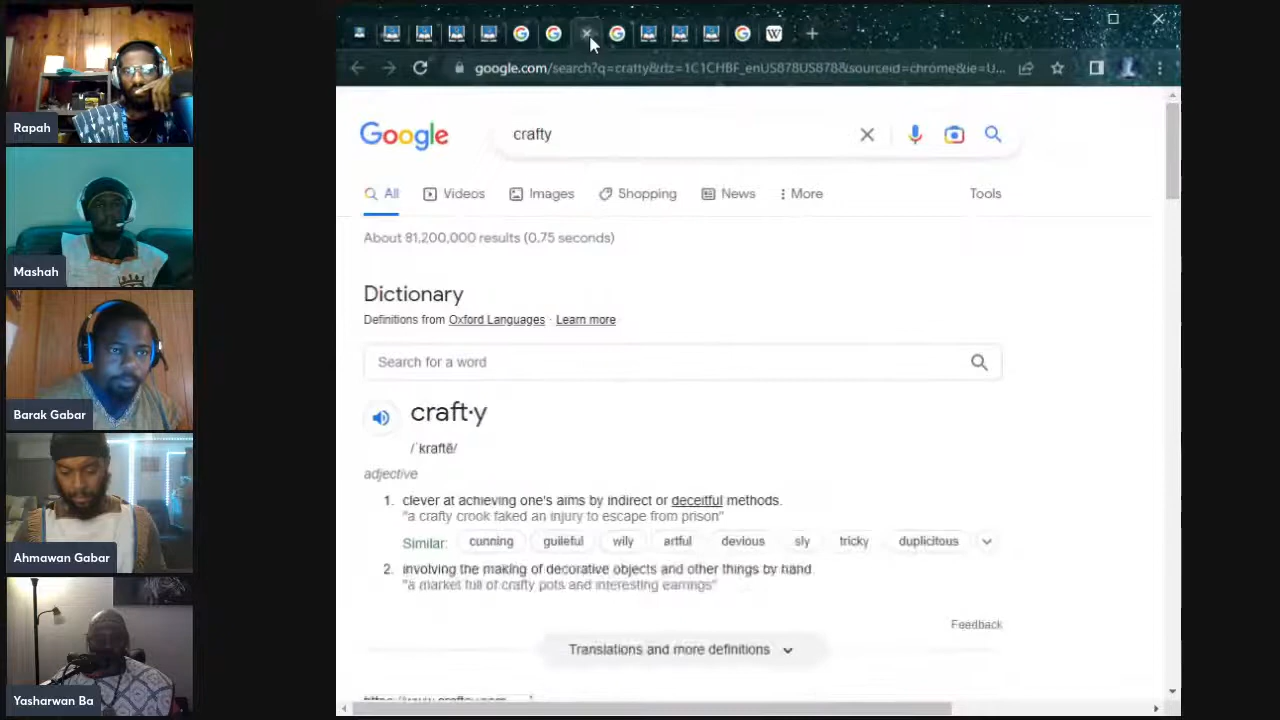 Rapah
Mashah
Barak Gabar
Ahmawan Gabar
Yasharwan Ba
google.com/search?q=crafty&rlz=1C1CHBF_enUS878US878&sourceid=chrome&ie=U...
Google
crafty
All Videos Images Shopping News More Tools
About 81,200,000 results (0.75 seconds)
Dictionary
Definitions from Oxford Languages · Learn more
Search for a word
craft·y
/ˈkraftē/
adjective
1. clever at achieving one's aims by indirect or deceitful methods.
"a crafty crook faked an injury to escape from prison"
Similar: cunning guileful wily artful devious sly tricky duplicitous
2. involving the making of decorative objects and other things by hand.
"a market full of crafty pots and interesting earrings"
Feedback
Translations and more definitions